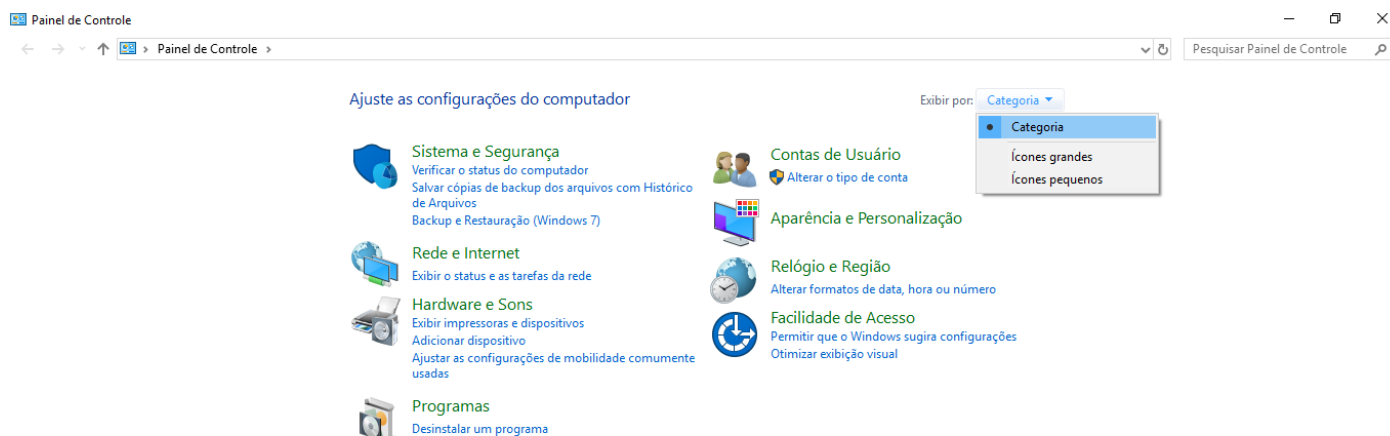 Painel de Controle
Painel de Controle
Pesquisar Painel de Controle
Ajuste as configurações do computador
Exibir por:
Categoria
Categoria
Ícones grandes
Ícones pequenos
Sistema e Segurança
Verificar o status do computador
Salvar cópias de backup dos arquivos com Histórico
de Arquivos
Backup e Restauração (Windows 7)
Rede e Internet
Exibir o status e as tarefas da rede
Hardware e Sons
Exibir impressoras e dispositivos
Adicionar dispositivo
Ajustar as configurações de mobilidade comumente
usadas
Programas
Desinstalar um programa
Contas de Usuário
Alterar o tipo de conta
Aparência e Personalização
Relógio e Região
Alterar formatos de data, hora ou número
Facilidade de Acesso
Permitir que o Windows sugira configurações
Otimizar exibição visual